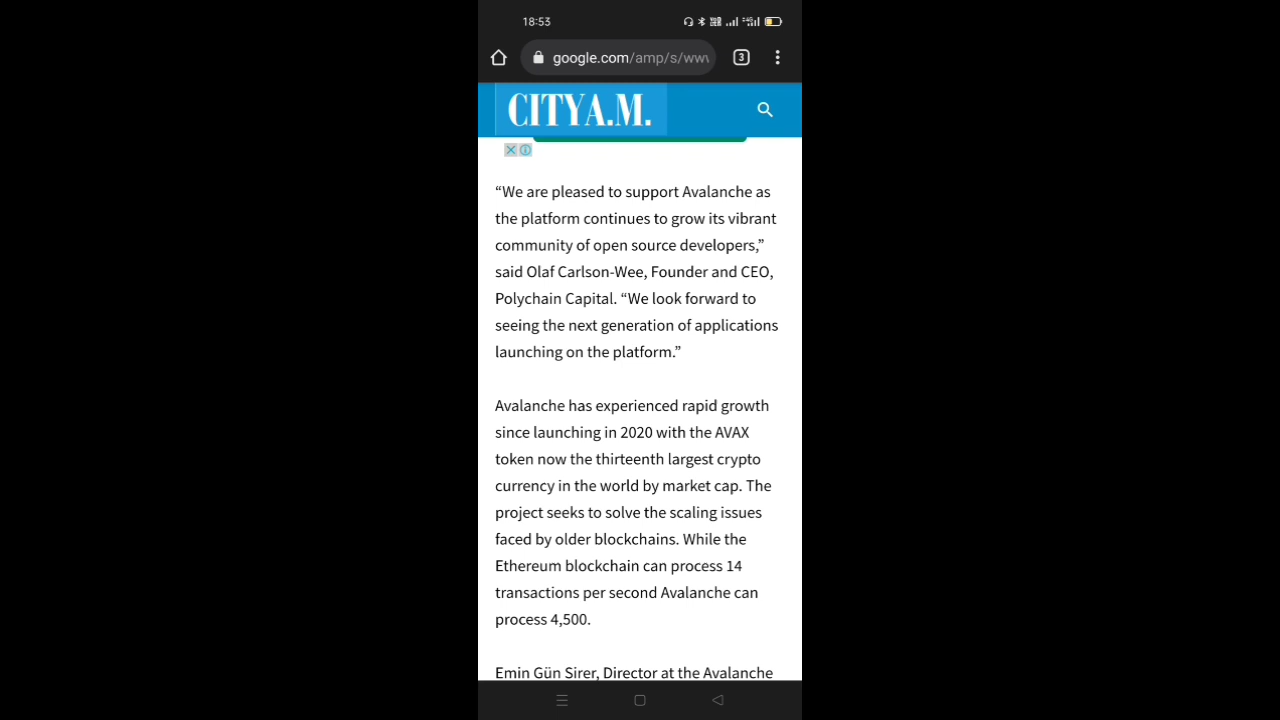 18:53
google.com/amp/s/www
3
CITYA.M.
“We are pleased to support Avalanche as
the platform continues to grow its vibrant
community of open source developers,”
said Olaf Carlson-Wee, Founder and CEO,
Polychain Capital. “We look forward to
seeing the next generation of applications
launching on the platform.”
Avalanche has experienced rapid growth
since launching in 2020 with the AVAX
token now the thirteenth largest crypto
currency in the world by market cap. The
project seeks to solve the scaling issues
faced by older blockchains. While the
Ethereum blockchain can process 14
transactions per second Avalanche can
process 4,500.
Emin Gün Sirer, Director at the Avalanche